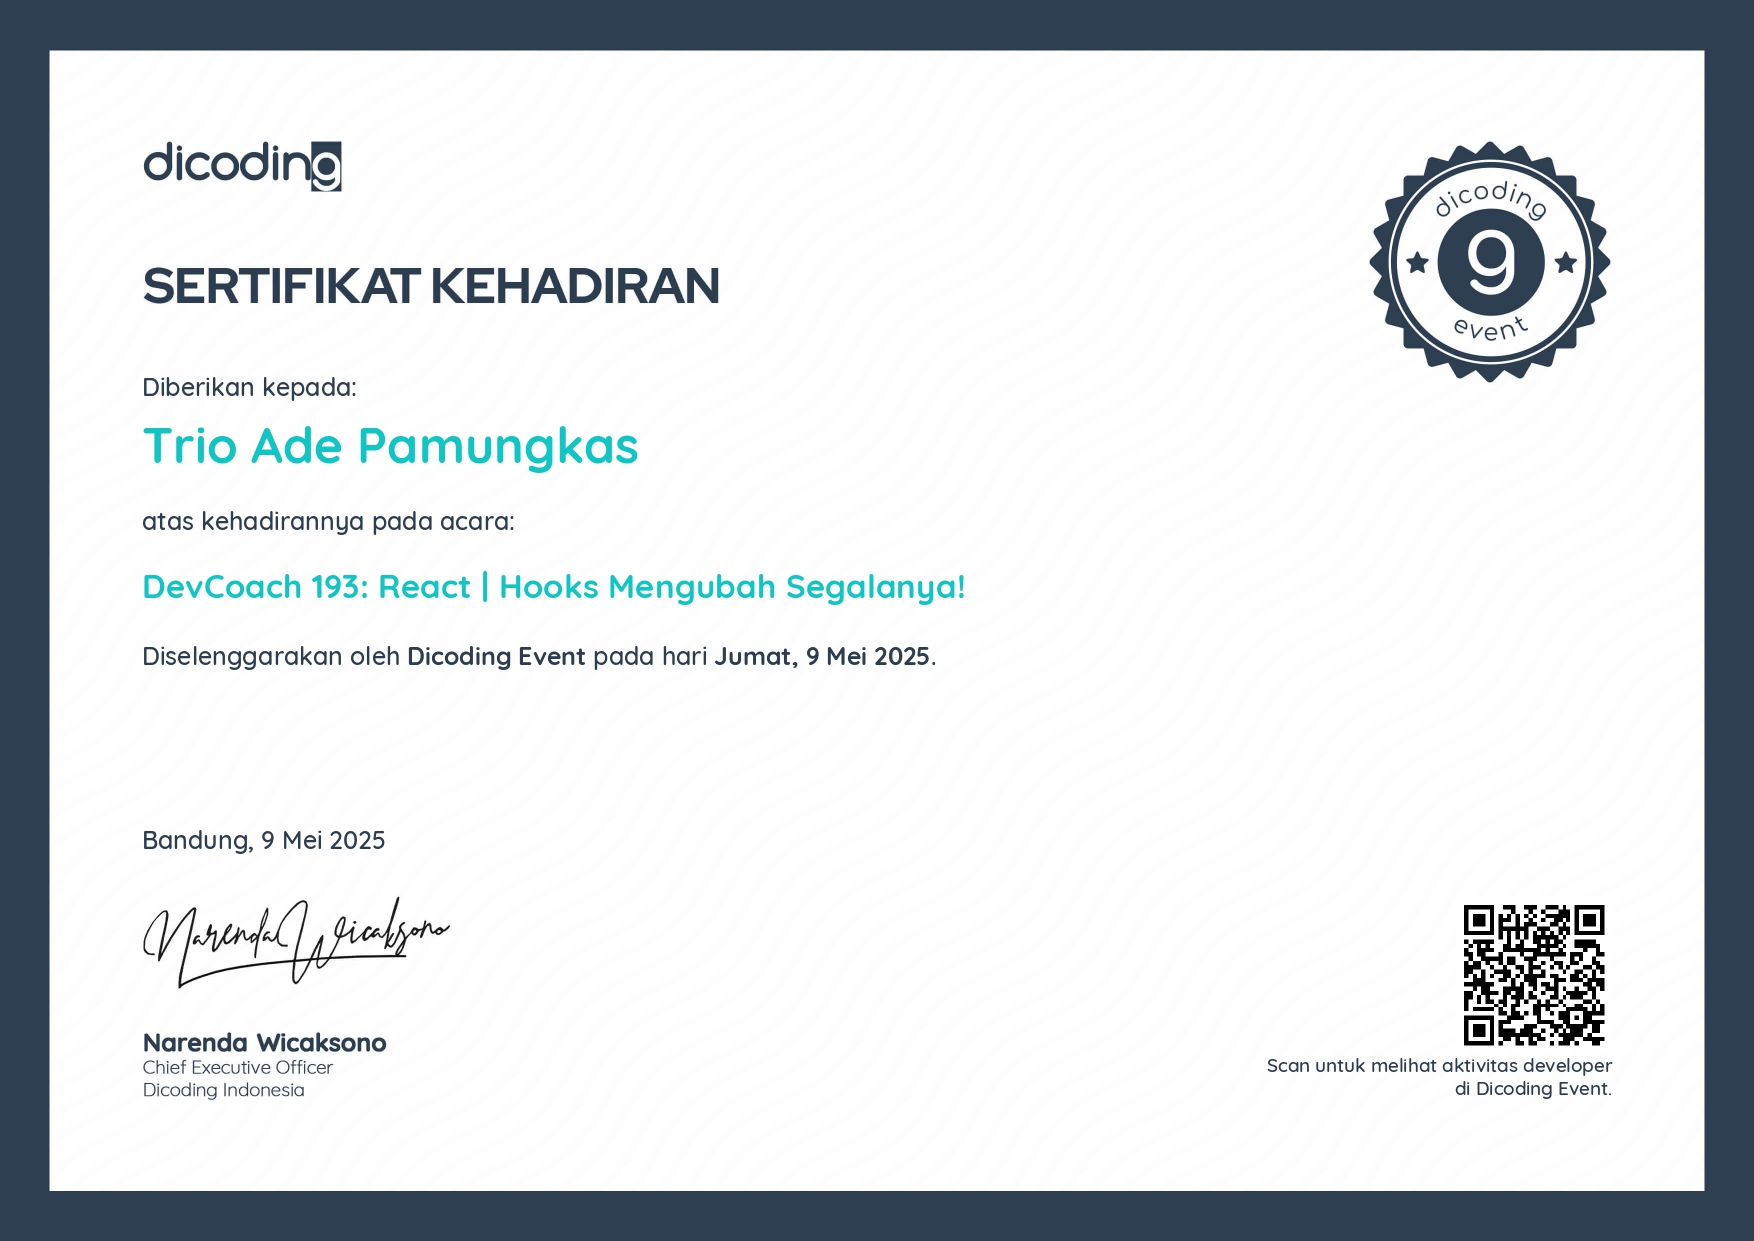 dicoding
SERTIFIKAT KEHADIRAN
dicoding
g
event
Diberikan kepada:
Trio Ade Pamungkas
atas kehadirannya pada acara:
DevCoach 193: React | Hooks Mengubah Segalanya!
Diselenggarakan oleh Dicoding Event pada hari Jumat, 9 Mei 2025.
Bandung, 9 Mei 2025
Narenda Wicaksono
Narenda Wicaksono
Chief Executive Officer
Dicoding Indonesia
Scan untuk melihat aktivitas developer
di Dicoding Event.